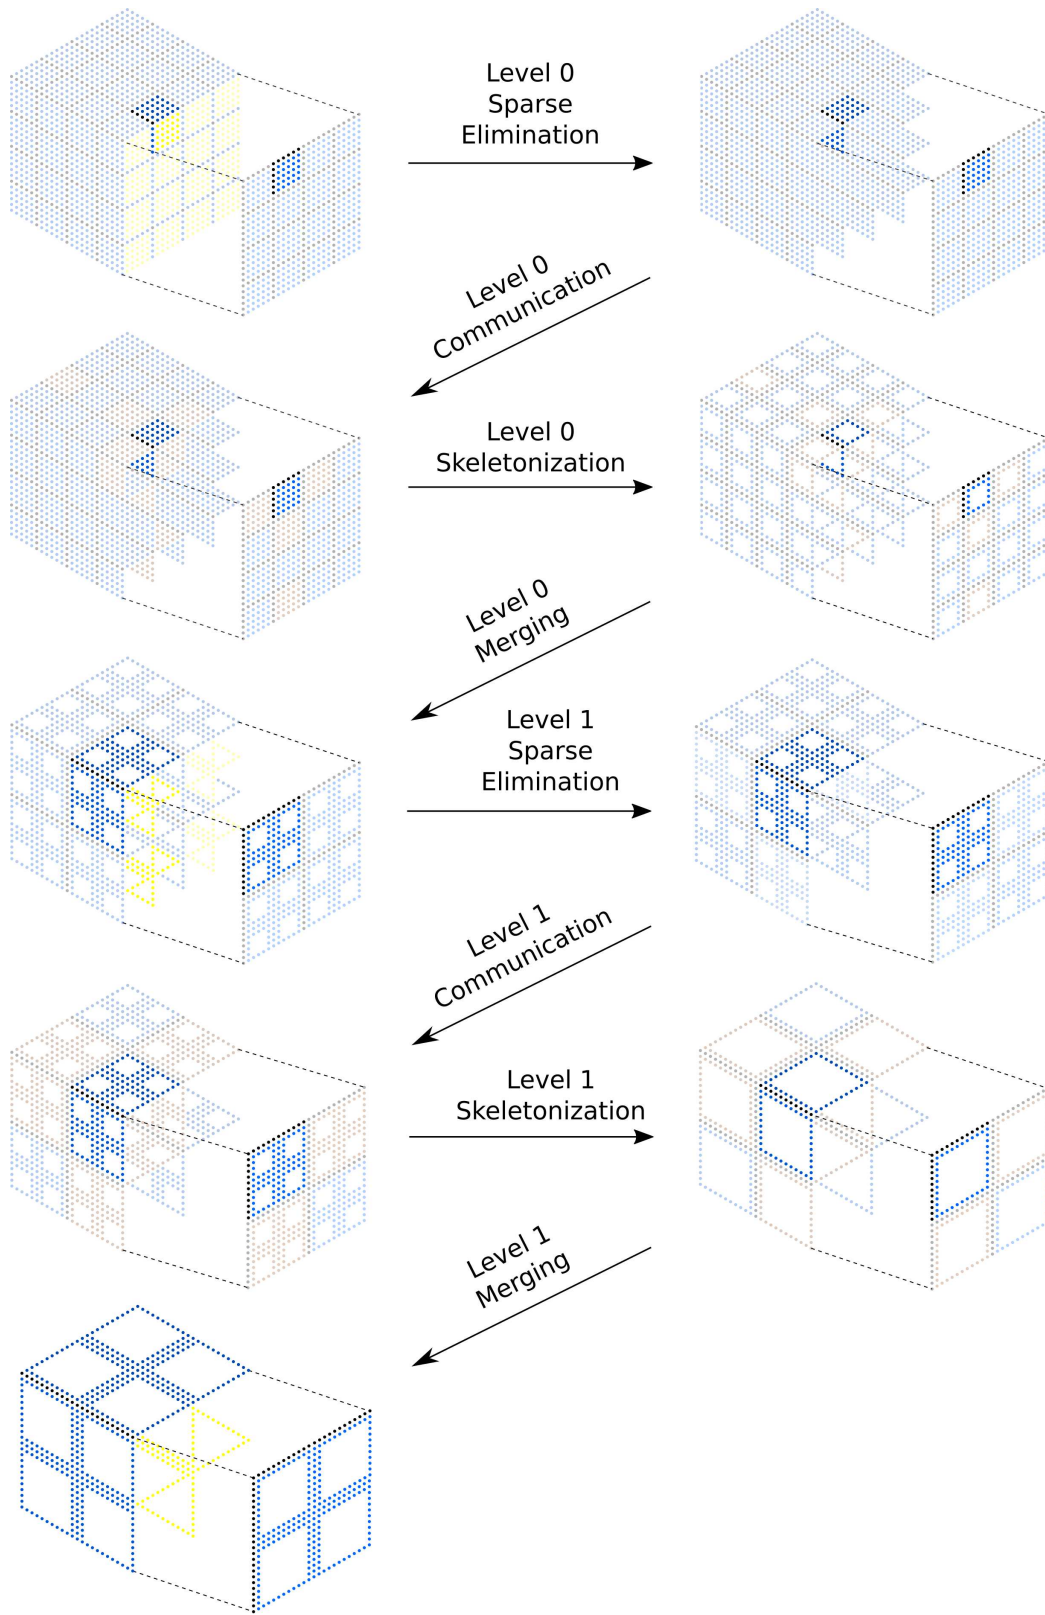 Level 0
Sparse
Elimination
Level 0
Communication
Level 0
Skeletonization
Level 0
Merging
Level 1
Sparse
Elimination
Level 1
Communication
Level 1
Skeletonization
Level 1
Merging